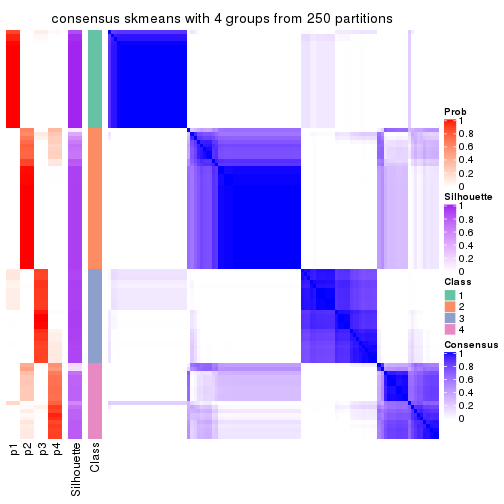 consensus skmeans with 4 groups from 250 partitions
Prob
1
0.8
0.6
0.4
0.2
0
Silhouette
1
0.8
0.6
0.4
0.2
0
Class
1
2
3
4
Consensus
1
0.8
0.6
0.4
0.2
0
p1
p2
p3
p4
Silhouette
Class